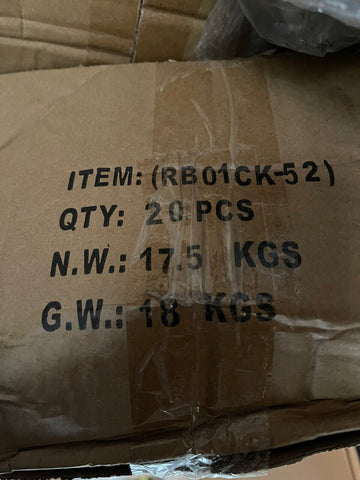 ITEM: (RB01CK-52)
QTY: 20 PCS
N.W.: 17.5 KGS
G.W.: 18 KGS